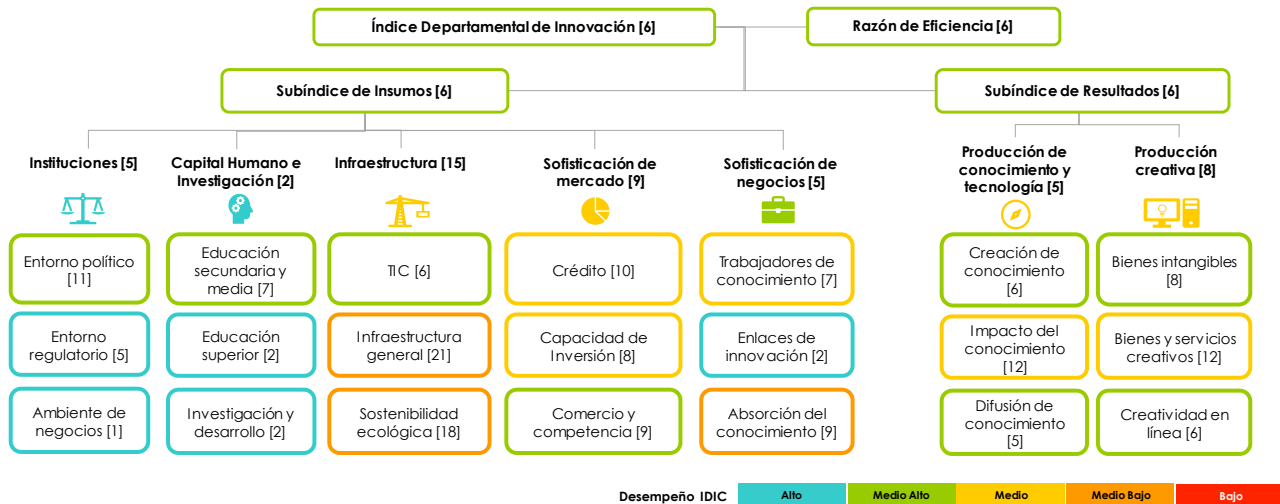 Índice Departamental de Innovación [6]
Razón de Eficiencia [6]
Subíndice de Insumos [6]
Subíndice de Resultados [6]
Instituciones [5]
Capital Humano e
Investigación [2]
Infraestructura [15]
Sofisticación de
mercado [9]
Sofisticación de
negocios [5]
Producción de
conocimiento y
tecnología [5]
Producción
creativa [8]
Entorno político
[11]
Educación
secundaria y
media [7]
TIC [6]
Crédito [10]
Trabajadores de
conocimiento [7]
Creación de
conocimiento
[6]
Bienes intangibles
[8]
Entorno
regulatorio [5]
Educación
superior [2]
Infraestructura
general [21]
Capacidad de
Inversión [8]
Enlaces de
innovación [2]
Impacto del
conocimiento
[12]
Bienes y servicios
creativos [12]
Ambiente de
negocios [1]
Investigación y
desarrollo [2]
Sostenibilidad
ecológica [18]
Comercio y
competencia [9]
Absorción del
conocimiento [9]
Difusión de
conocimiento
[5]
Creatividad en
línea [6]
Desempeño IDIC
Alto
Medio Alto
Medio
Medio Bajo
Bajo